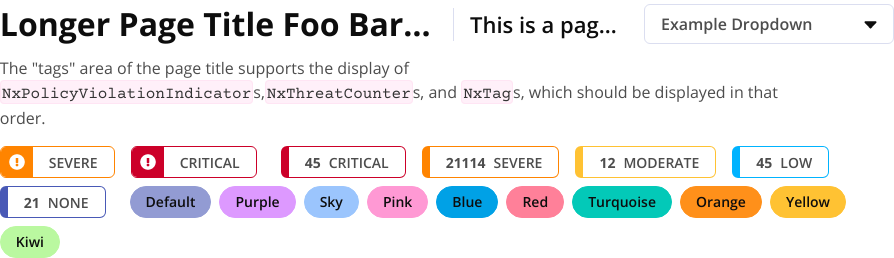 Longer Page Title Foo Bar... This is a pag... Example Dropdown
The "tags" area of the page title supports the display of
NxPolicyViolationIndicators, NxThreatCounters, and NxTags, which should be displayed in that
order.
SEVERE CRITICAL 45 CRITICAL 21114 SEVERE 12 MODERATE 45 LOW
21 NONE Default Purple Sky Pink Blue Red Turquoise Orange Yellow
Kiwi